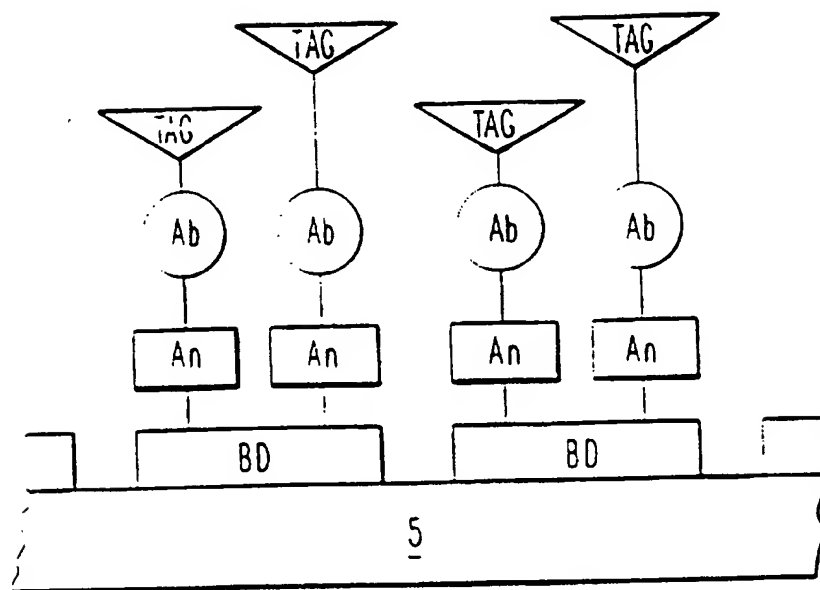 TAG TAG
TAG TAG
Ab Ab Ab Ab
An An An An
BD BD
5